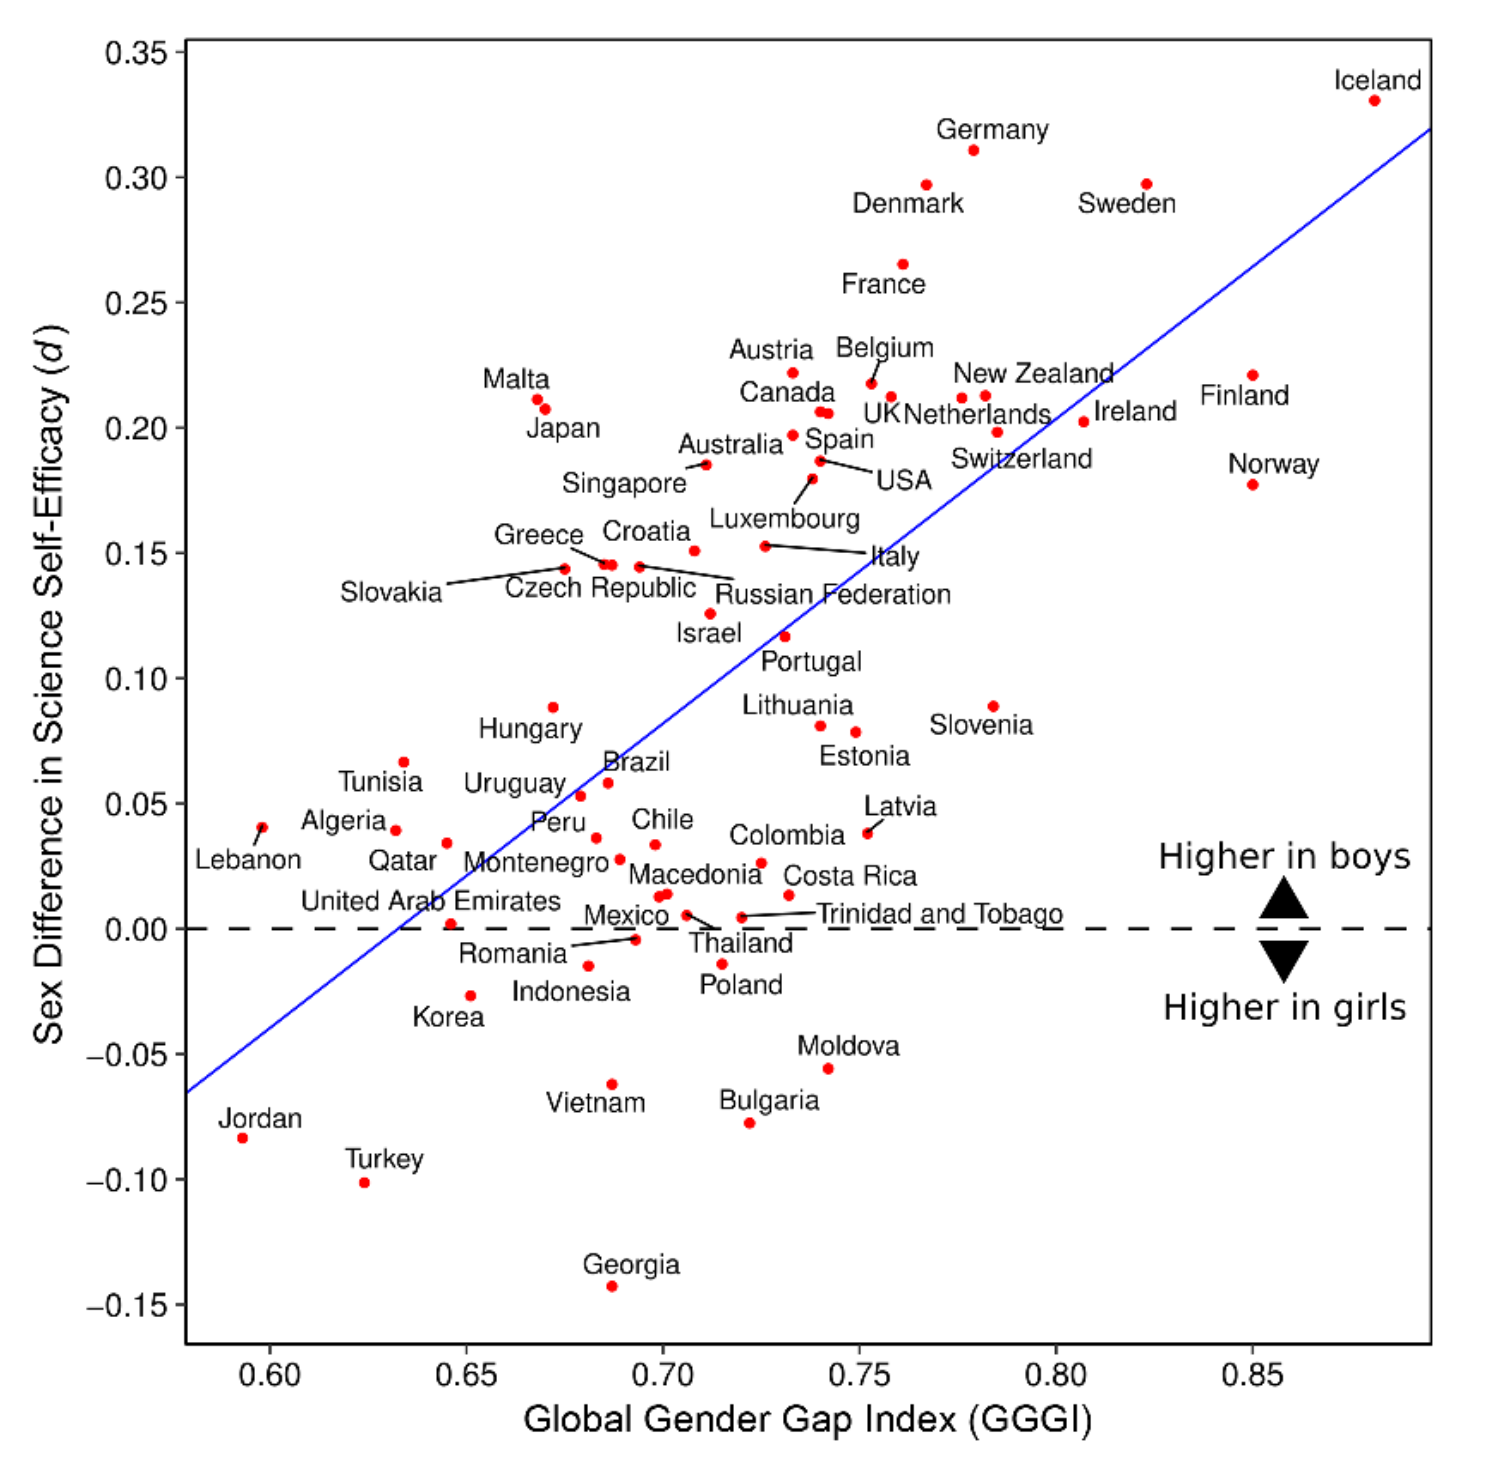 0.35
0.30
0.25
0.20
0.15
0.10
0.05
0.00
−0.05
−0.10
−0.15
Sex Difference in Science Self-Efficacy (d)
Iceland
Germany
Denmark
Sweden
France
Austria
Belgium
Malta
Canada
New Zealand
Finland
Japan
UK
Netherlands
Ireland
Australia
Spain
Switzerland
Norway
Singapore
USA
Luxembourg
Greece
Croatia
Italy
Slovakia
Czech Republic
Russian Federation
Israel
Portugal
Lithuania
Slovenia
Hungary
Estonia
Brazil
Tunisia
Uruguay
Latvia
Algeria
Peru
Chile
Colombia
Lebanon
Qatar
Montenegro
Macedonia
Costa Rica
Higher in boys
United Arab Emirates
Mexico
Trinidad and Tobago
Romania
Thailand
Indonesia
Poland
Korea
Higher in girls
Moldova
Vietnam
Bulgaria
Jordan
Turkey
Georgia
0.60 0.65 0.70 0.75 0.80 0.85
Global Gender Gap Index (GGGI)